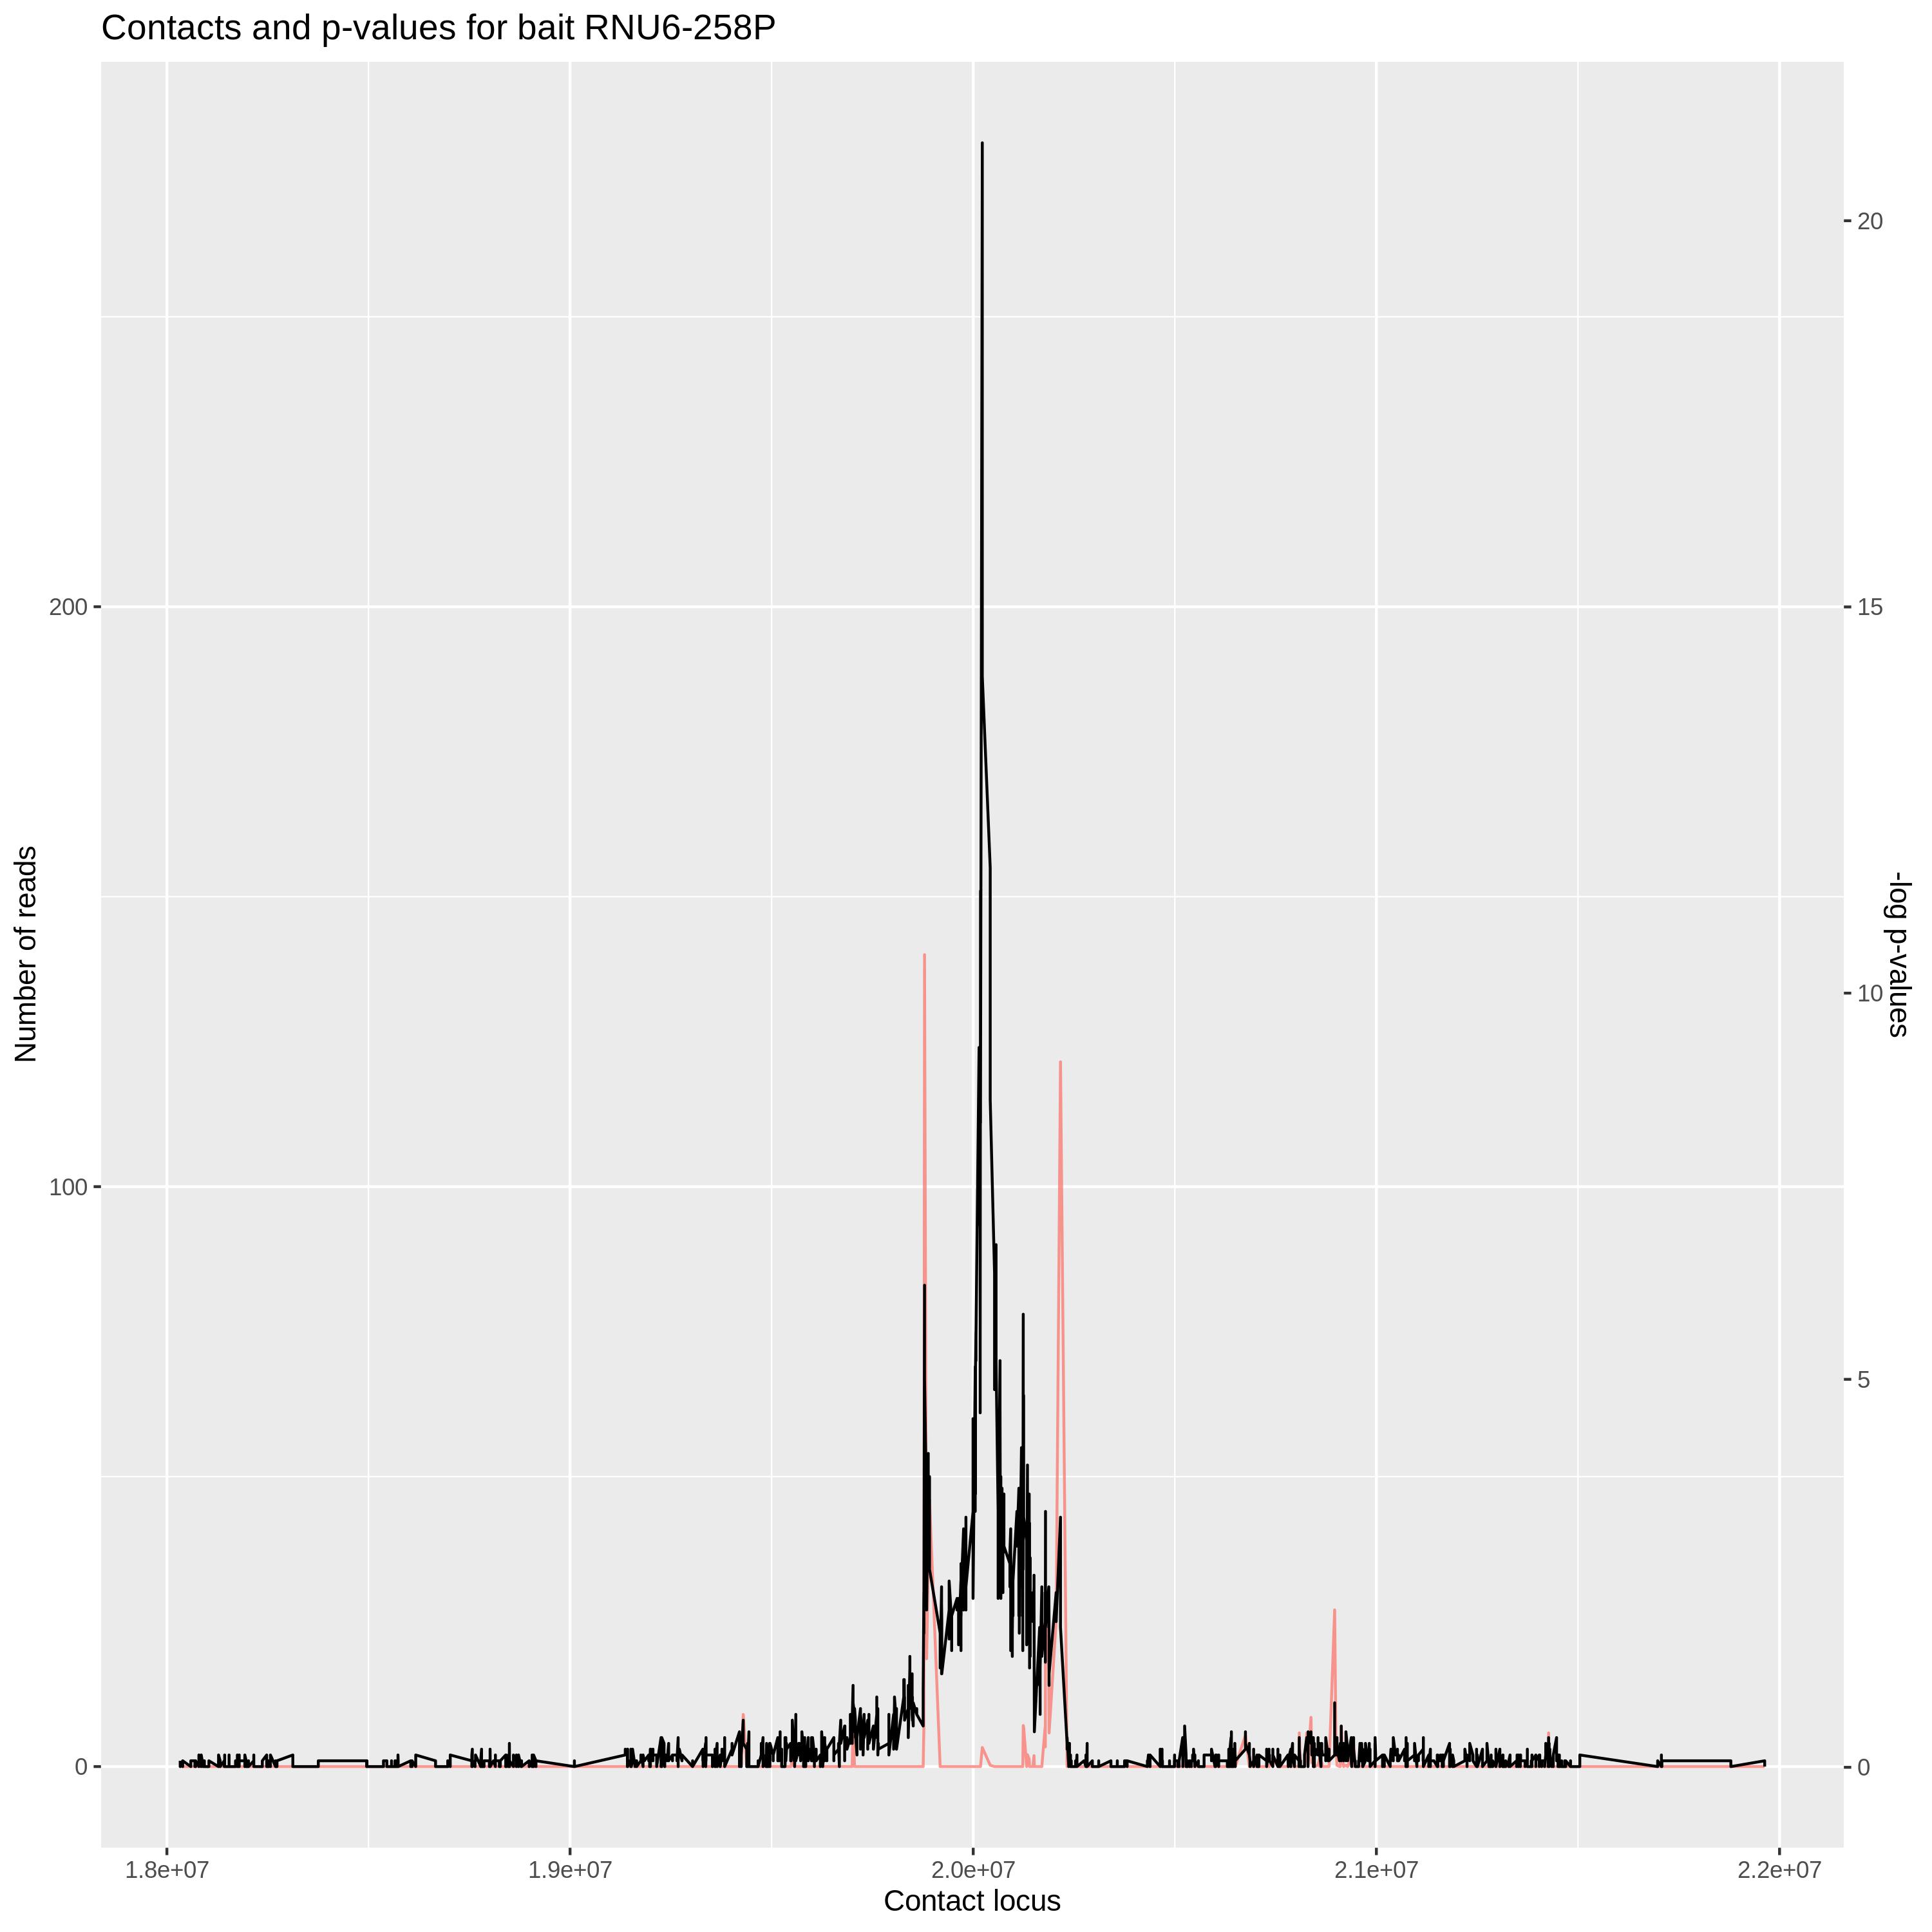 Contacts and p-values for bait RNU6-258P
Number of reads
200
100
0
20
15
10
5
0
-log p-values
1.8e+07
1.9e+07
2.0e+07
2.1e+07
2.2e+07
Contact locus